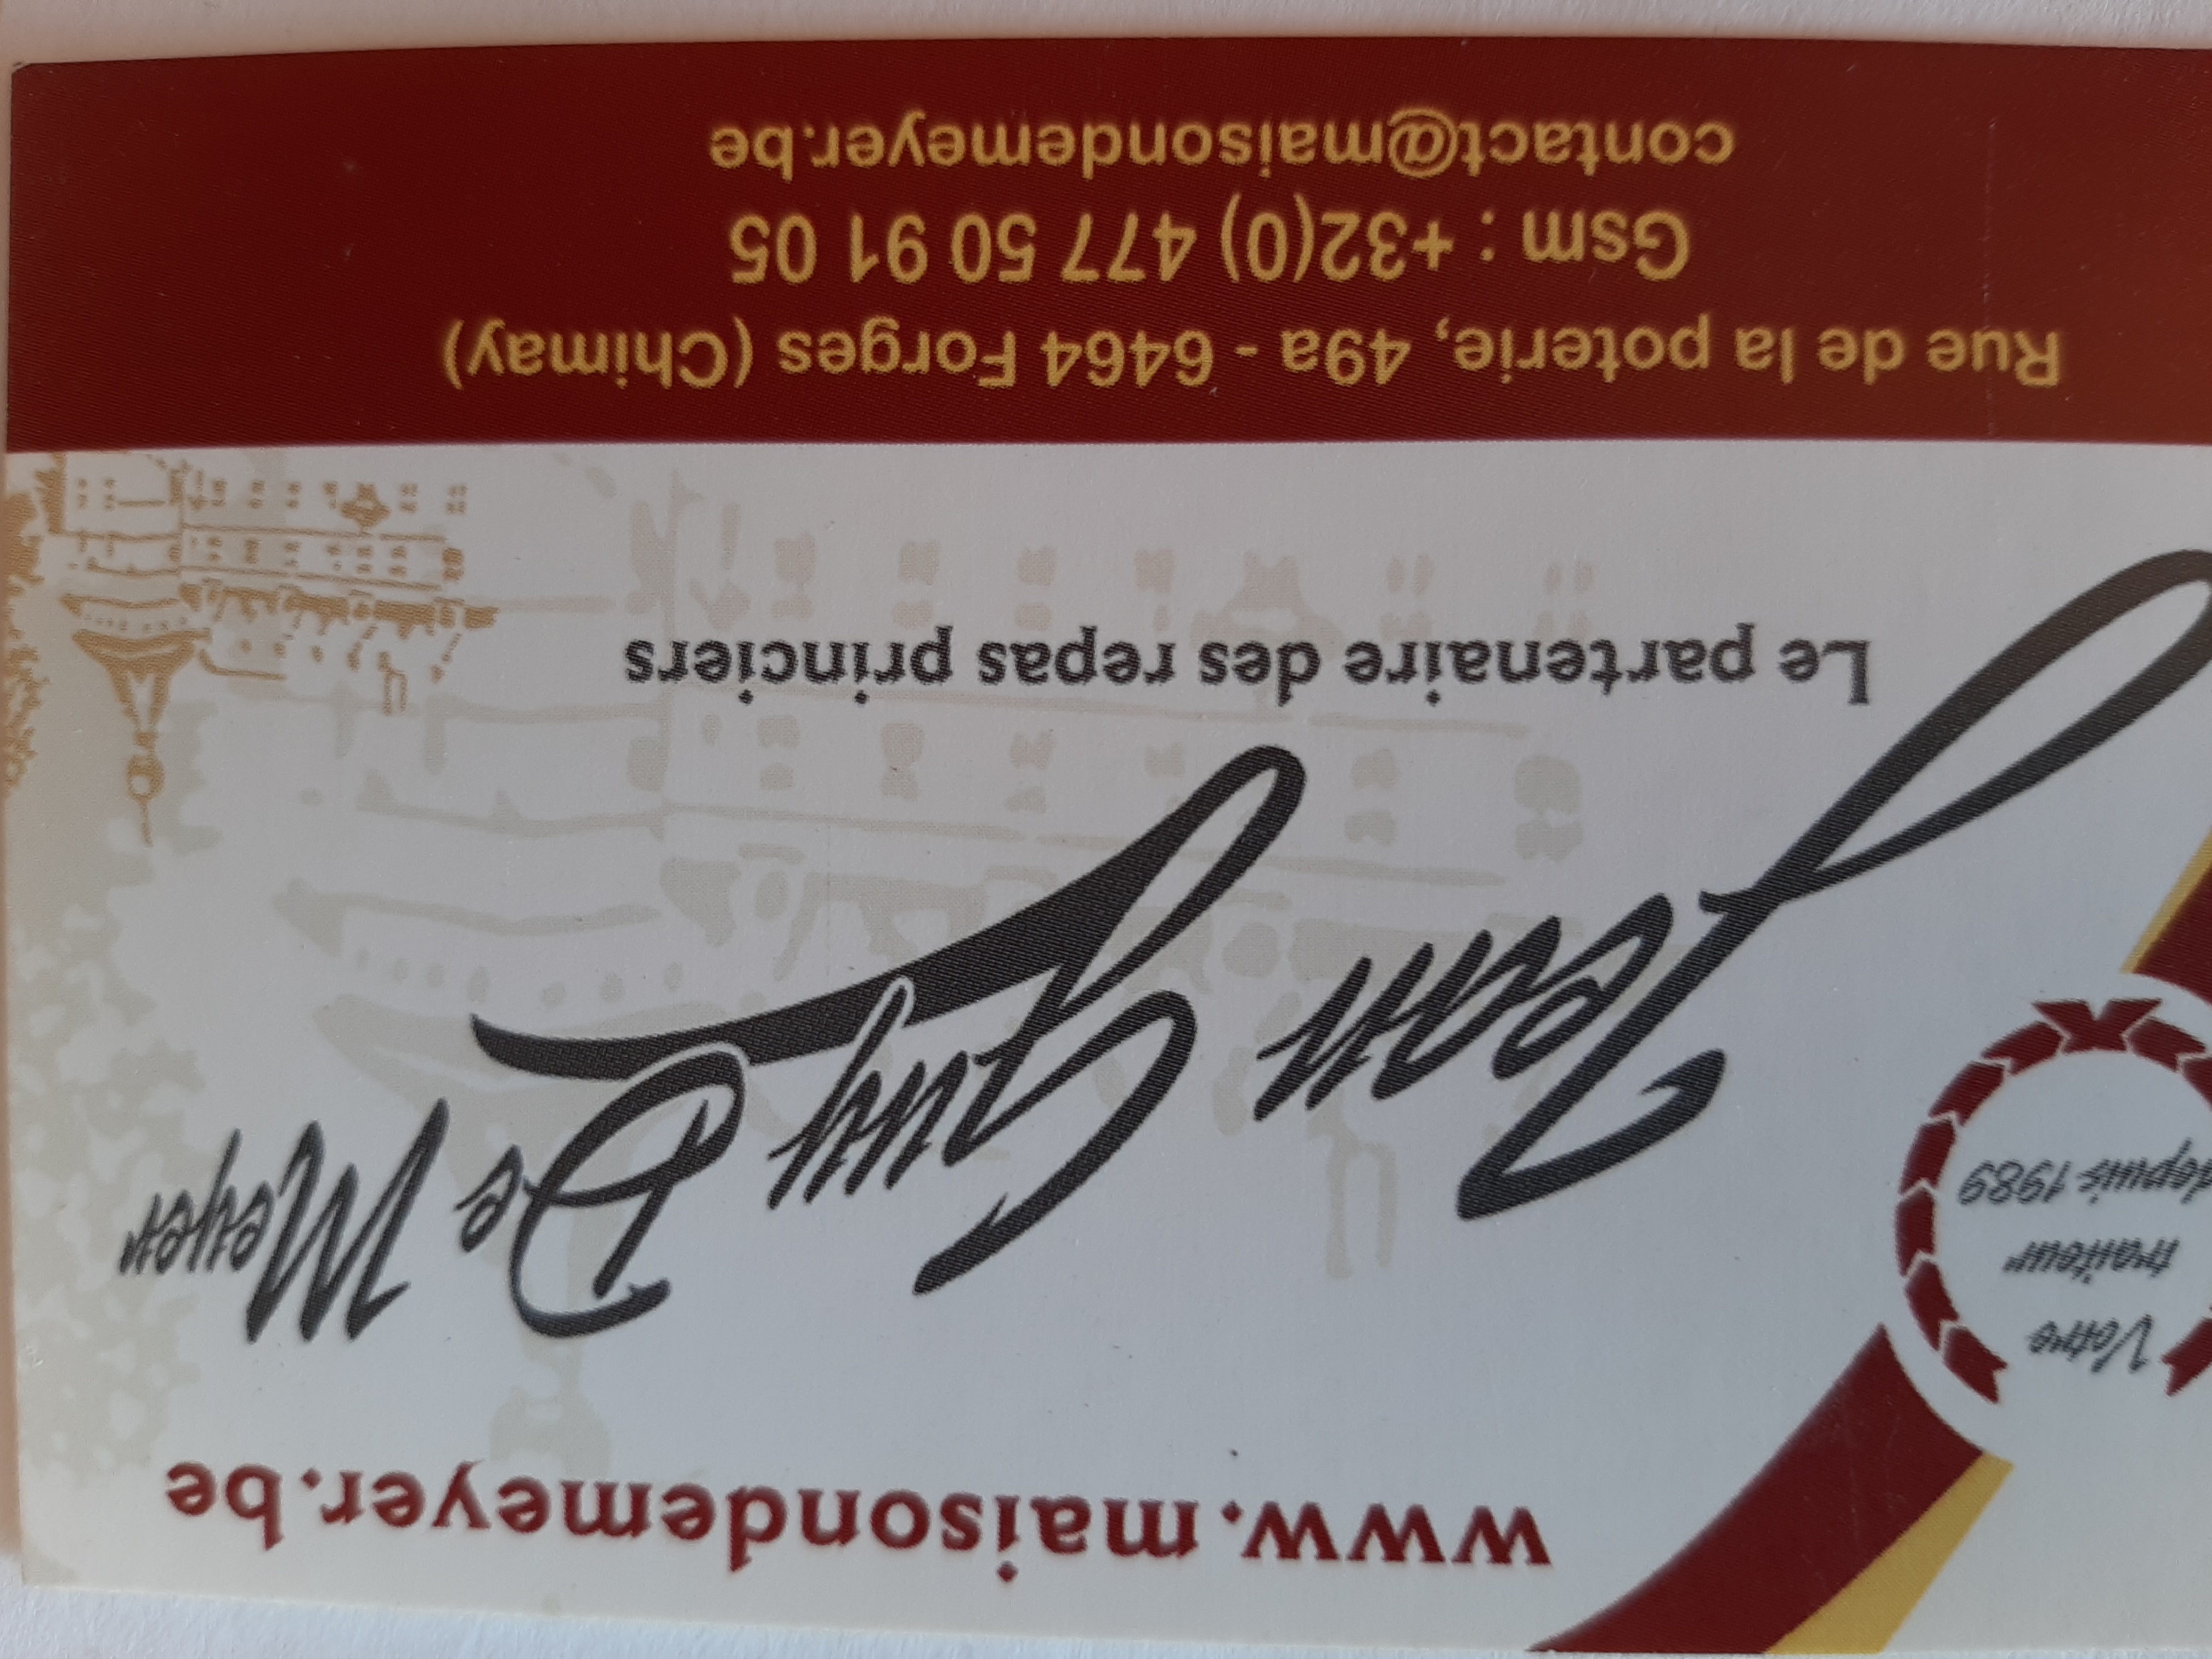 www.maisondemeyer.be
Votre
traiteur
depuis 1989
Jean Guy De Meyer
Le partenaire des repas princiers
Rue de la poterie, 49a - 6464 Forges (Chimay)
Gsm : +32(0) 477 50 91 05
contact@maisondemeyer.be